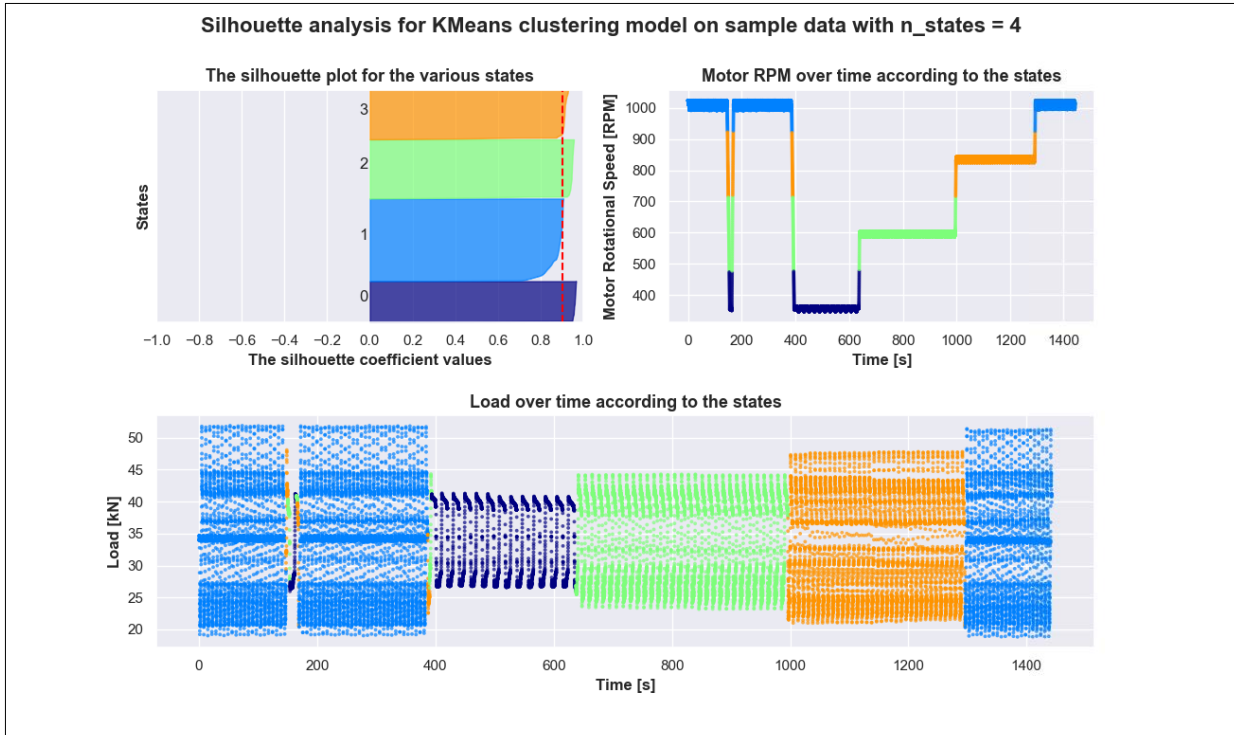 Silhouette analysis for KMeans clustering model on sample data with n_states = 4
The silhouette plot for the various states
States
3
2
1
0
−1.0 −0.8 −0.6 −0.4 −0.2 0.0 0.2 0.4 0.6 0.8 1.0
The silhouette coefficient values
Motor RPM over time according to the states
Motor Rotational Speed [RPM]
1000
900
800
700
600
500
400
0 200 400 600 800 1000 1200 1400
Time [s]
Load over time according to the states
Load [kN]
50
45
40
35
30
25
20
0 200 400 600 800 1000 1200 1400
Time [s]